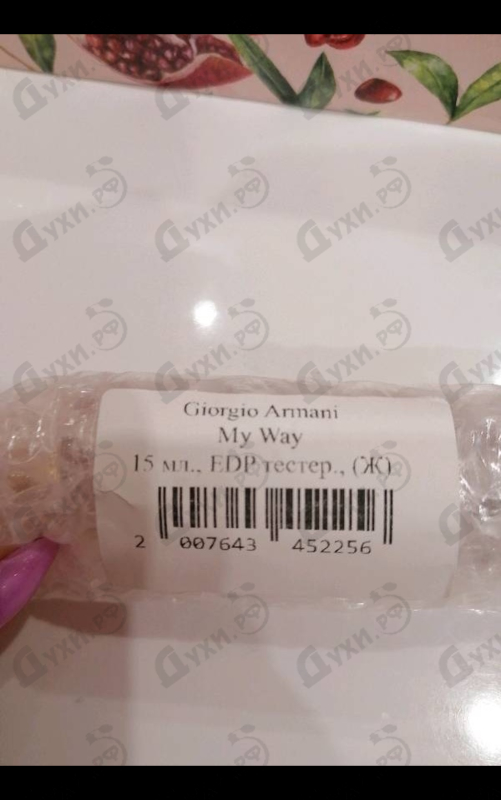 Giorgio Armani
My Way
15 мл., EDP тестер., (Ж)
2 007643 452256
Духи.рф